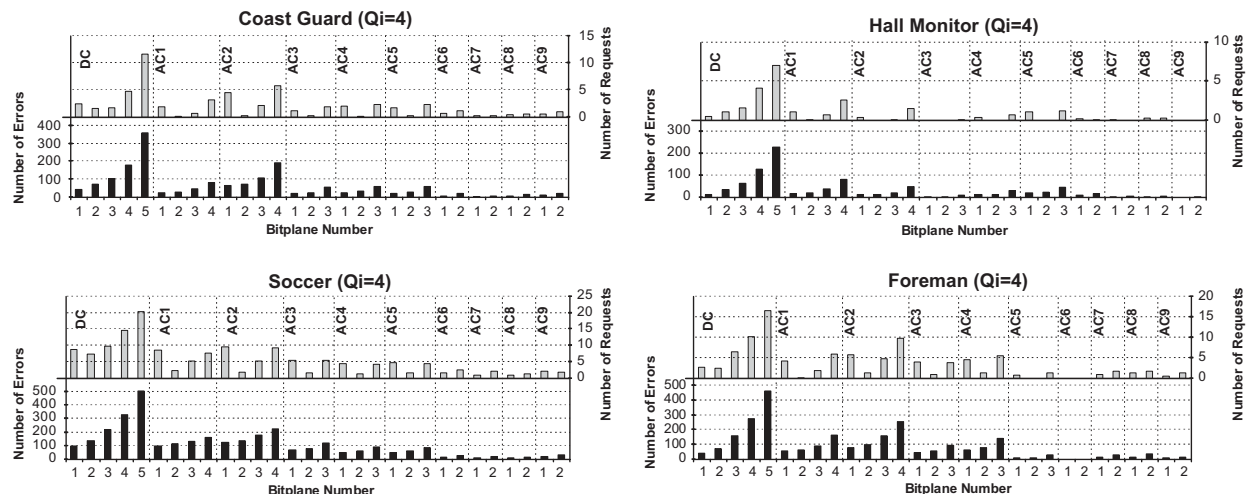 Coast Guard (Qi=4)
DC AC1 AC2 AC3 AC4 AC5 AC6 AC7 AC8 AC9
15
10
5
0
Number of Requests
Number of Errors
400
300
200
100
0
1 2 3 4 5 1 2 3 4 1 2 3 4 1 2 3 1 2 3 1 2 3 1 2 1 2 1 2 1 2
Bitplane Number
Hall Monitor (Qi=4)
DC AC1 AC2 AC3 AC4 AC5 AC6 AC7 AC8 AC9
10
5
0
Number of Requests
Number of Errors
300
200
100
0
1 2 3 4 5 1 2 3 4 1 2 3 4 1 2 3 1 2 3 1 2 3 1 2 1 2 1 2 1 2
Bitplane Number
Soccer (Qi=4)
DC AC1 AC2 AC3 AC4 AC5 AC6 AC7 AC8 AC9
25
20
15
10
5
0
Number of Requests
Number of Errors
500
400
300
200
100
0
1 2 3 4 5 1 2 3 4 1 2 3 4 1 2 3 1 2 3 1 2 3 1 2 1 2 1 2 1 2
Bitplane Number
Foreman (Qi=4)
DC AC1 AC2 AC3 AC4 AC5 AC6 AC7 AC8 AC9
20
15
10
5
0
Number of Requests
Number of Errors
500
400
300
200
100
0
1 2 3 4 5 1 2 3 4 1 2 3 4 1 2 3 1 2 3 1 2 3 1 2 1 2 1 2 1 2
Bitplane Number